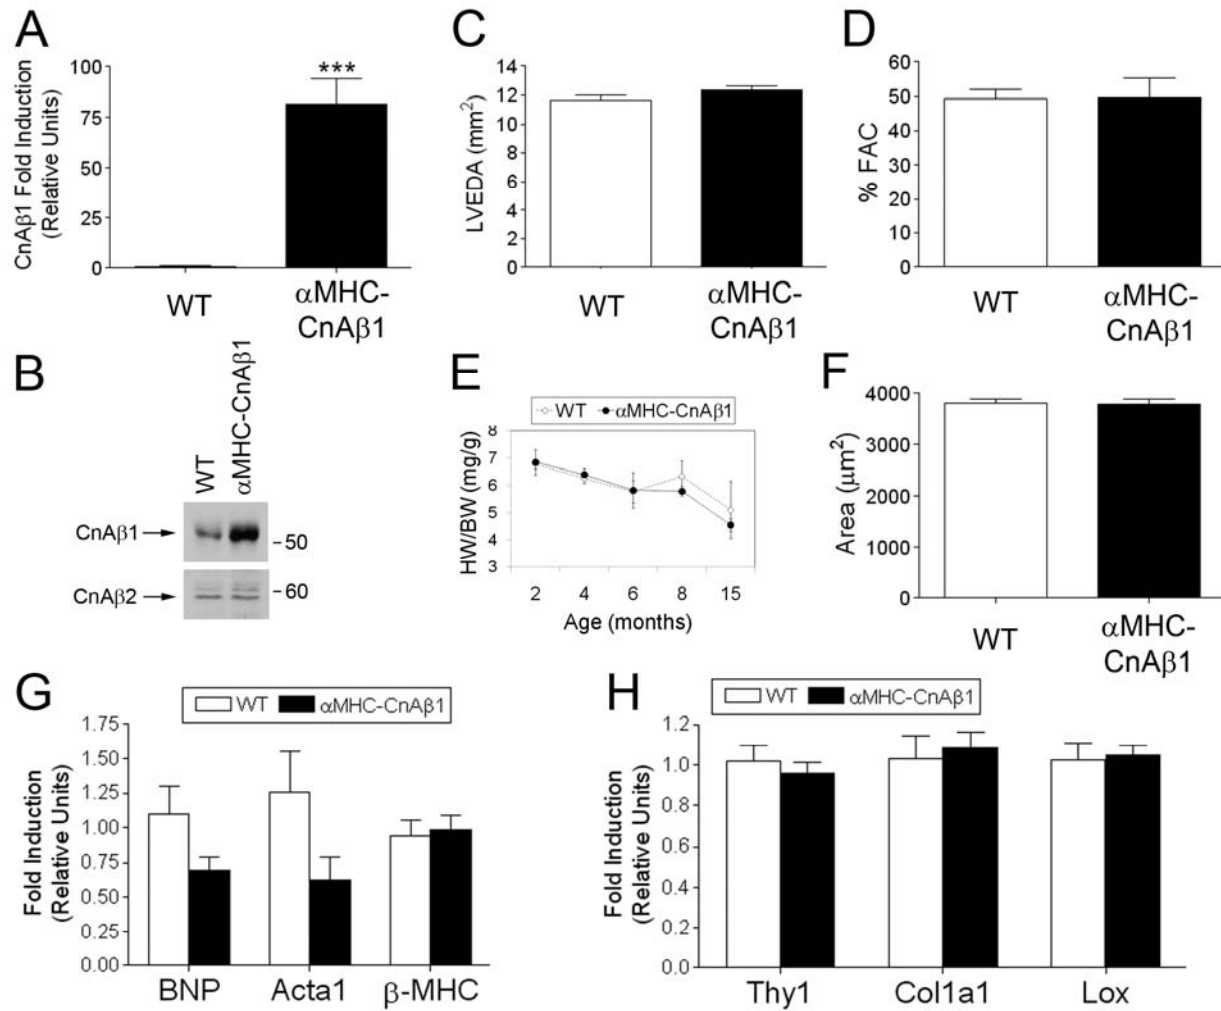 A
100
75
50
25
0
CnAβ1 Fold Induction
(Relative Units)
***
WT
αMHC-
CnAβ1
C
14
12
10
8
6
4
2
0
LVEDA (mm²)
WT
αMHC-
CnAβ1
D
60
50
40
30
20
10
0
% FAC
WT
αMHC-
CnAβ1
B
WT
αMHC-CnAβ1
CnAβ1
-50
CnAβ2
-60
E
WT αMHC-CnAβ1
8
7
6
5
4
3
HW/BW (mg/g)
2 4 6 8 15
Age (months)
F
4000
3000
2000
1000
0
Area (µm²)
WT
αMHC-
CnAβ1
G
WT αMHC-CnAβ1
1.75
1.50
1.25
1.00
0.75
0.50
0.25
0.00
Fold Induction
(Relative Units)
BNP Acta1 β-MHC
H
WT αMHC-CnAβ1
1.2
1.0
0.8
0.6
0.4
0.2
0.0
Fold Induction
(Relative Units)
Thy1 Col1a1 Lox